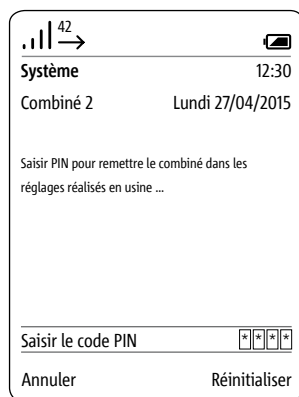 42
Système 12:30
Combiné 2 Lundi 27/04/2015
Saisir PIN pour remettre le combiné dans les
réglages réalisés en usine ...
Saisir le code PIN ****
Annuler Réinitialiser